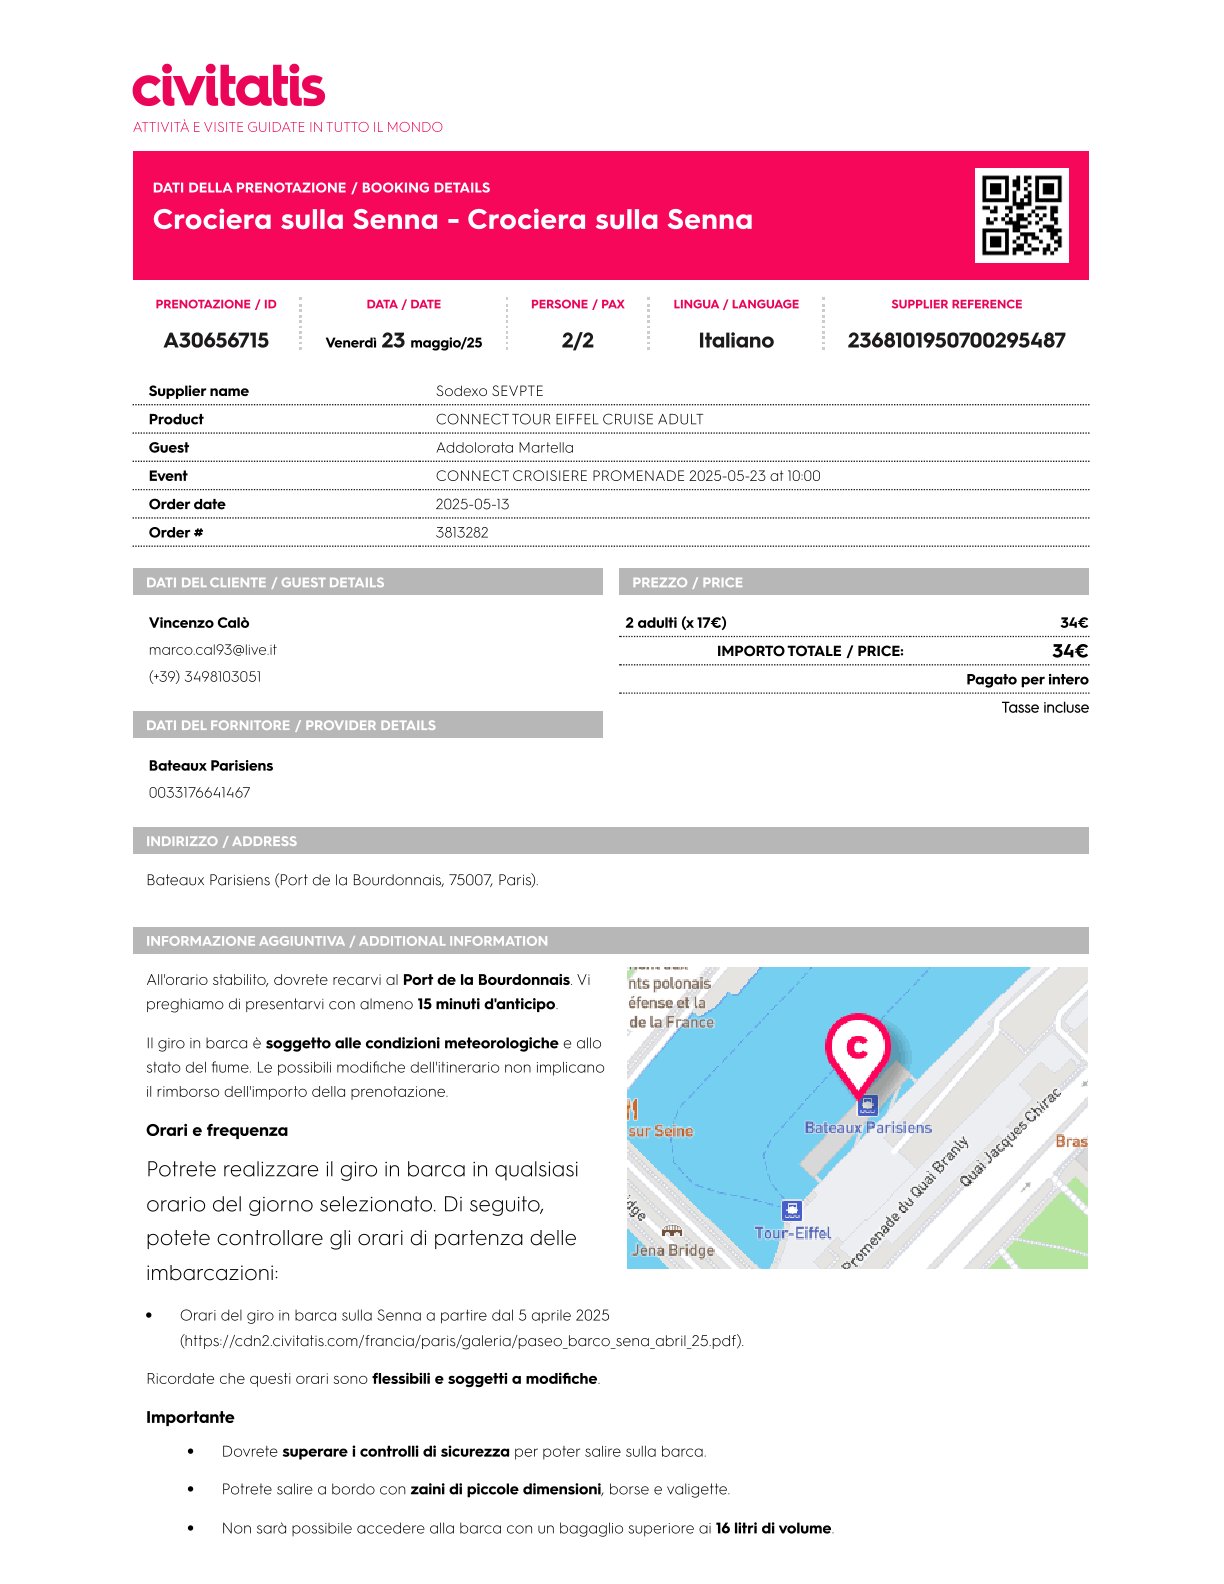 civitatis
ATTIVITÀ E VISITE GUIDATE IN TUTTO IL MONDO
DATI DELLA PRENOTAZIONE / BOOKING DETAILS
Crociera sulla Senna - Crociera sulla Senna
PRENOTAZIONE / ID
A30656715
DATA / DATE
Venerdì 23 maggio/25
PERSONE / PAX
2/2
LINGUA / LANGUAGE
Italiano
SUPPLIER REFERENCE
2368101950700295487
Supplier name Sodexo SEVPTE
Product CONNECT TOUR EIFFEL CRUISE ADULT
Guest Addolorata Martella
Event CONNECT CROISIERE PROMENADE 2025-05-23 at 10:00
Order date 2025-05-13
Order # 3813282
DATI DEL CLIENTE / GUEST DETAILS
Vincenzo Calò
marco.cal93@live.it
(+39) 3498103051
PREZZO / PRICE
2 adulti (x 17€) 34€
IMPORTO TOTALE / PRICE: 34€
Pagato per intero
Tasse incluse
DATI DEL FORNITORE / PROVIDER DETAILS
Bateaux Parisiens
0033176641467
INDIRIZZO / ADDRESS
Bateaux Parisiens (Port de la Bourdonnais, 75007, Paris).
INFORMAZIONE AGGIUNTIVA / ADDITIONAL INFORMATION
All'orario stabilito, dovrete recarvi al Port de la Bourdonnais. Vi
preghiamo di presentarvi con almeno 15 minuti d'anticipo.
Il giro in barca è soggetto alle condizioni meteorologiche e allo
stato del fiume. Le possibili modifiche dell'itinerario non implicano
il rimborso dell'importo della prenotazione.
Orari e frequenza
Potrete realizzare il giro in barca in qualsiasi
orario del giorno selezionato. Di seguito,
potete controllare gli orari di partenza delle
imbarcazioni:
nts polonais
éfense et la
de la France
C
Bateaux Parisiens
sur Seine
Bras
Quai Jacques Chirac
Promenade du Quai Branly
Tour-Eiffel
dge
Jena Bridge
• Orari del giro in barca sulla Senna a partire dal 5 aprile 2025
(https://cdn2.civitatis.com/francia/paris/galeria/paseo_barco_sena_abril_25.pdf).
Ricordate che questi orari sono flessibili e soggetti a modifiche.
Importante
• Dovrete superare i controlli di sicurezza per poter salire sulla barca.
• Potrete salire a bordo con zaini di piccole dimensioni, borse e valigette.
• Non sarà possibile accedere alla barca con un bagaglio superiore ai 16 litri di volume.